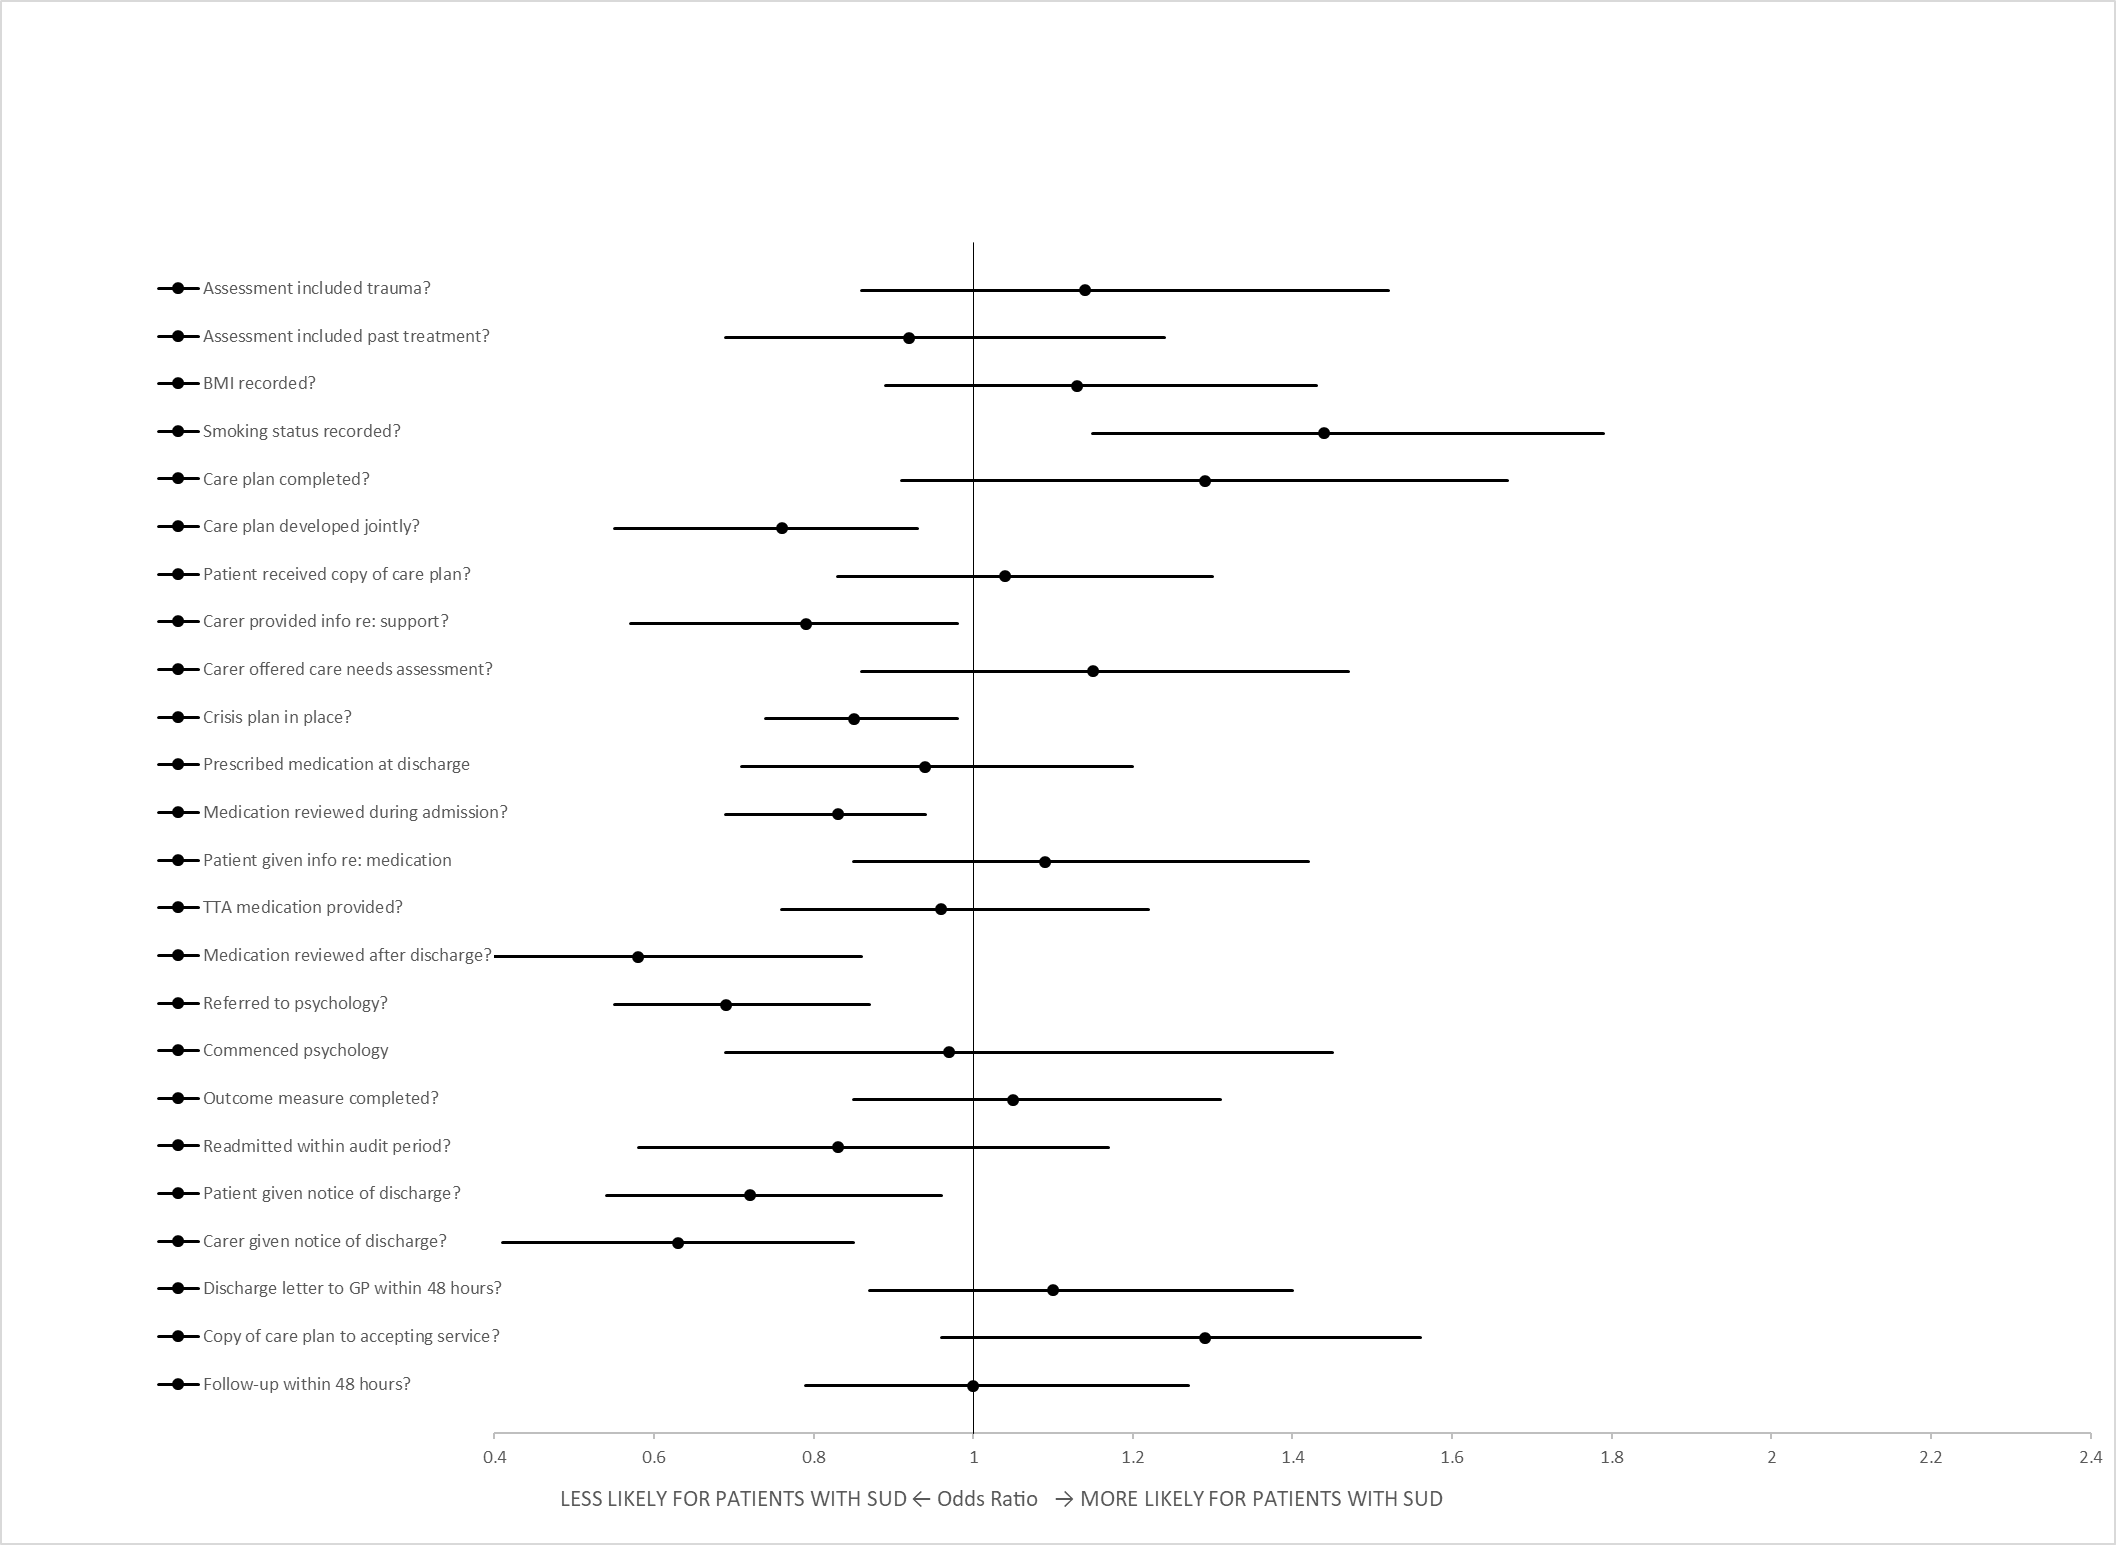 Assessment included trauma?
Assessment included past treatment?
BMI recorded?
Smoking status recorded?
Care plan completed?
Care plan developed jointly?
Patient received copy of care plan?
Carer provided info re: support?
Carer offered care needs assessment?
Crisis plan in place?
Prescribed medication at discharge
Medication reviewed during admission?
Patient given info re: medication
TTA medication provided?
Medication reviewed after discharge?
Referred to psychology?
Commenced psychology
Outcome measure completed?
Readmitted within audit period?
Patient given notice of discharge?
Carer given notice of discharge?
Discharge letter to GP within 48 hours?
Copy of care plan to accepting service?
Follow-up within 48 hours?
0.4 0.6 0.8 1 1.2 1.4 1.6 1.8 2 2.2 2.4
LESS LIKELY FOR PATIENTS WITH SUD ← Odds Ratio → MORE LIKELY FOR PATIENTS WITH SUD